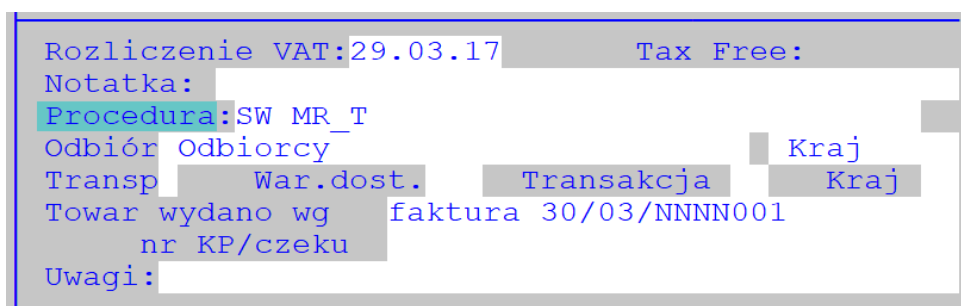 Rozliczenie VAT:29.03.17 Tax Free:
Notatka:
Procedura:SW MR_T
Odbiór Odbiorcy Kraj
Transp War.dost. Transakcja Kraj
Towar wydano wg faktura 30/03/NNNN001
nr KP/czeku
Uwagi: